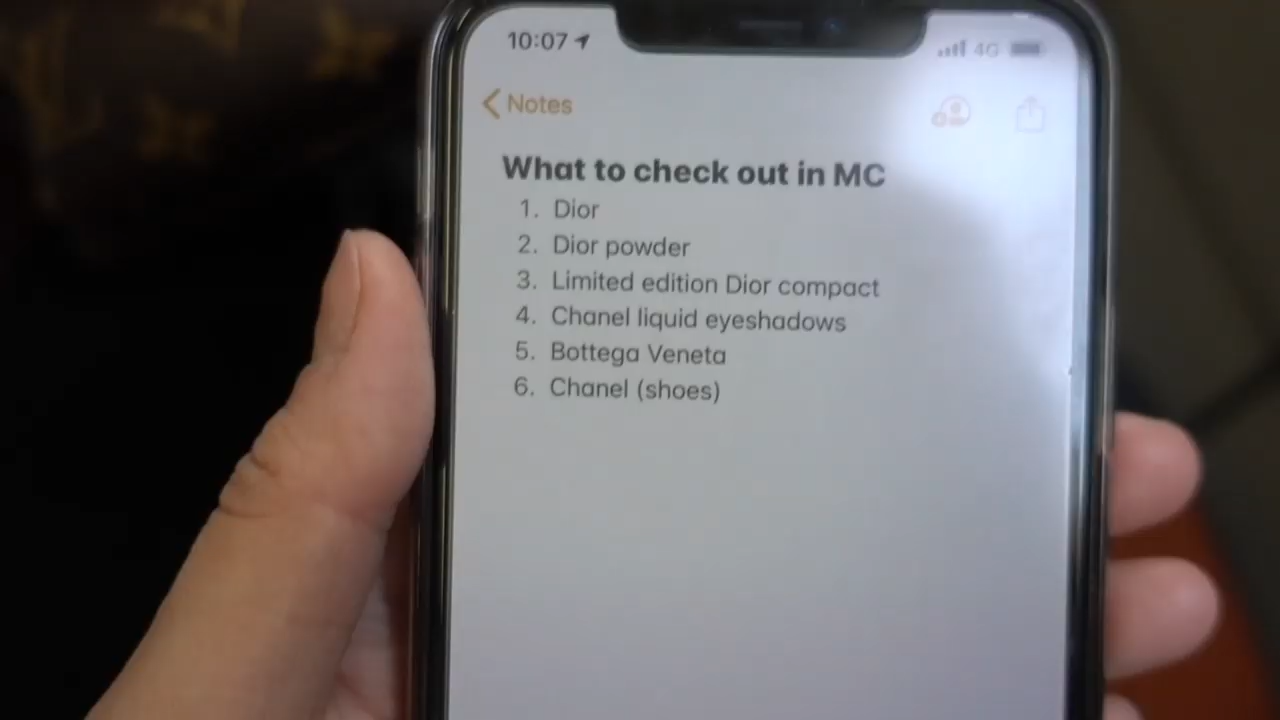 10:07
4G
Notes
What to check out in MC
1. Dior
2. Dior powder
3. Limited edition Dior compact
4. Chanel liquid eyeshadows
5. Bottega Veneta
6. Chanel (shoes)